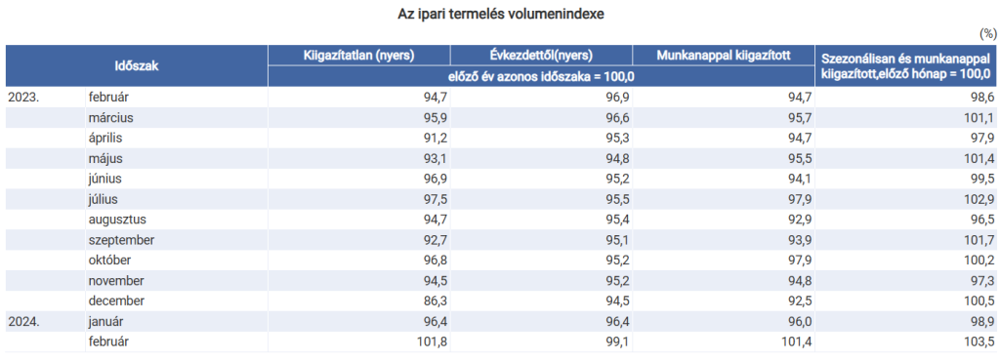 Az ipari termelés volumenindexe
(%)
Időszak Kiigazítatlan (nyers) Évkezdettől(nyers) Munkanappal kiigazított Szezonálisan és munkanappal kiigazított,előző hónap = 100,0
előző év azonos időszaka = 100,0
2023. február 94,7 96,9 94,7 98,6
március 95,9 96,6 95,7 101,1
április 91,2 95,3 94,7 97,9
május 93,1 94,8 95,5 101,4
június 96,9 95,2 94,1 99,5
július 97,5 95,5 97,9 102,9
augusztus 94,7 95,4 92,9 96,5
szeptember 92,7 95,1 93,9 101,7
október 96,8 95,2 97,9 100,2
november 94,5 95,2 94,8 97,3
december 86,3 94,5 92,5 100,5
2024. január 96,4 96,4 96,0 98,9
február 101,8 99,1 101,4 103,5